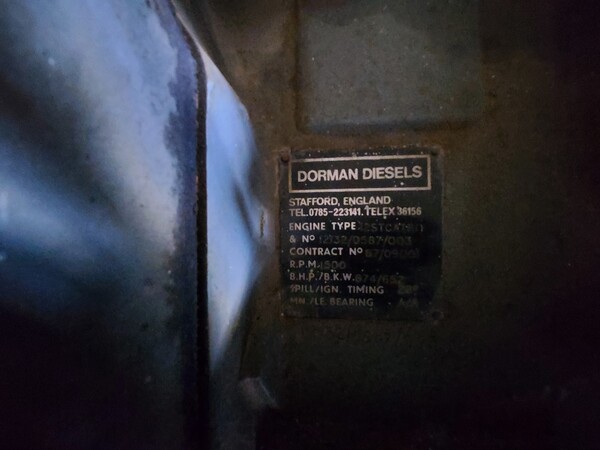 DORMAN DIESELS
STAFFORD, ENGLAND
TEL.0785-223141. TELEX 36156
ENGINE TYPE
& Nº
CONTRACT Nº
R.P.M. 1500
B.H.P./B.K.W.
SPILL/IGN. TIMING
MN./LE. BEARING